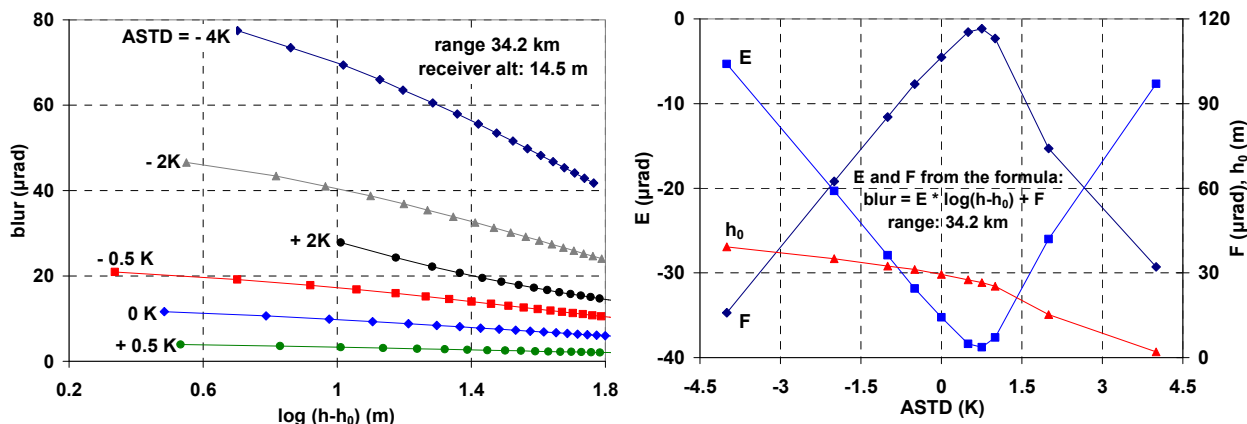 80
60
40
20
0
blur (μrad)
ASTD = - 4K
range 34.2 km
receiver alt: 14.5 m
- 2K
+ 2K
- 0.5 K
0 K
+ 0.5 K
0.2 0.6 1 1.4 1.8
log (h-h₀) (m)
-0
-10
-20
-30
-40
E (μrad)
E
h₀
F
E and F from the formula:
blur = E * log(h-h₀) + F
range: 34.2 km
120
90
60
30
0
F (μrad), h₀ (m)
-4.5 -3 -1.5 0 1.5 3 4.5
ASTD (K)